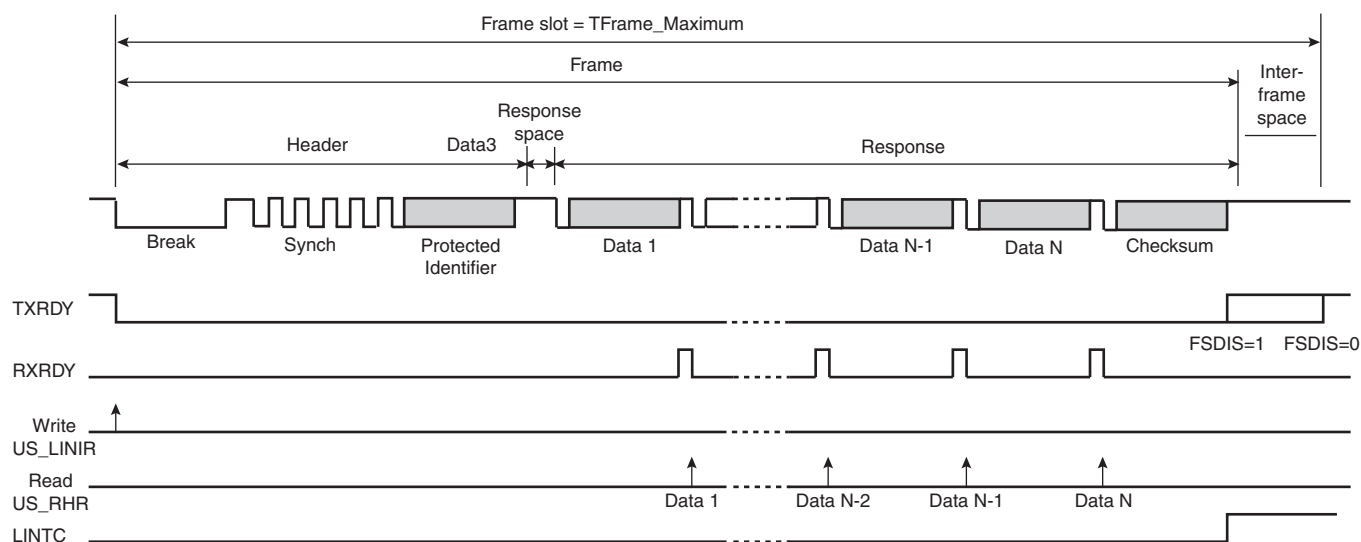 Frame slot = TFrame_Maximum
Frame
Inter-
frame
space
Response
space
Header
Data3
Response
Break
Synch
Protected
Identifier
Data 1
Data N-1
Data N
Checksum
TXRDY
FSDIS=1
FSDIS=0
RXRDY
Write
US_LINIR
Read
US_RHR
Data 1
Data N-2
Data N-1
Data N
LINTC